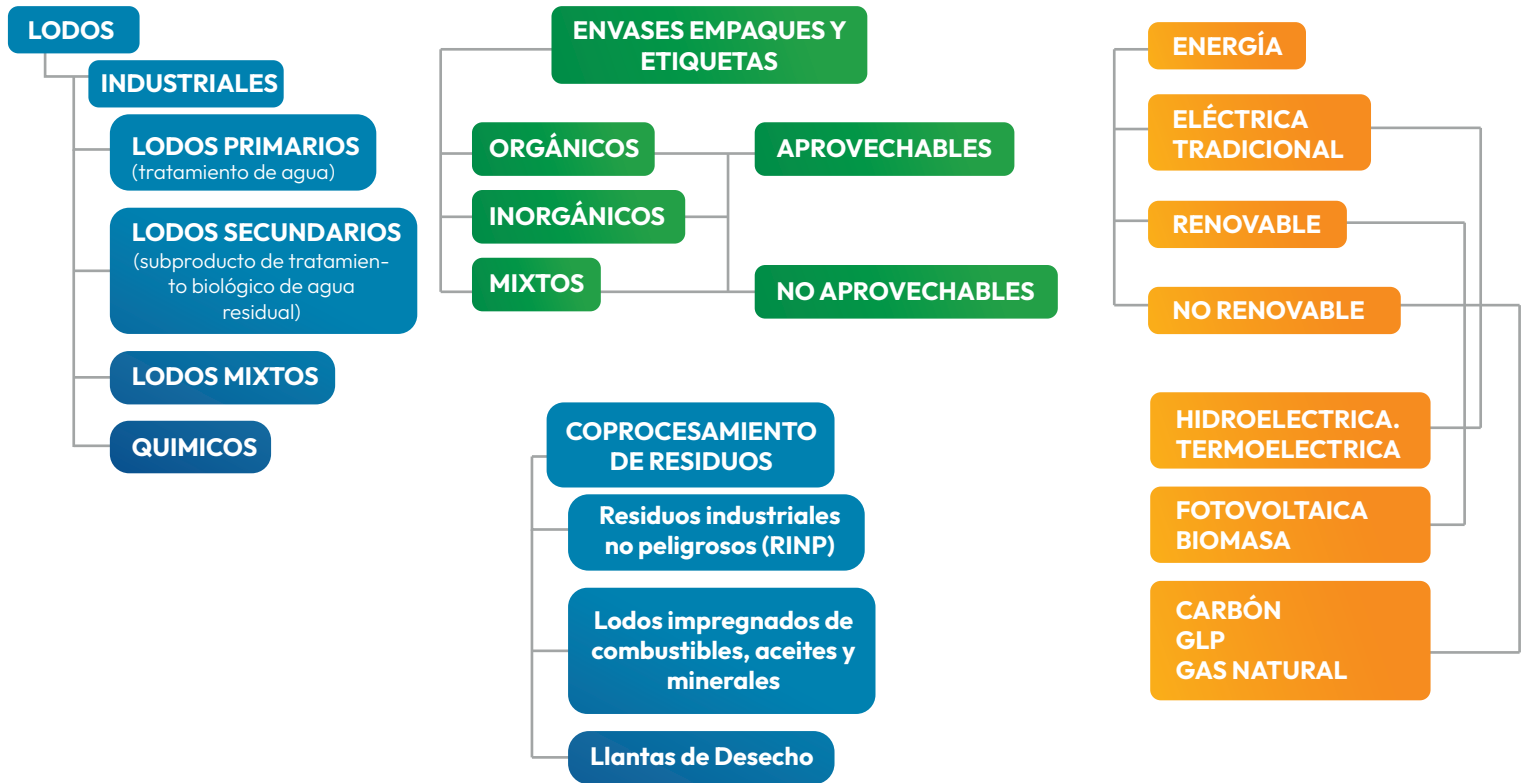 LODOS
INDUSTRIALES
LODOS PRIMARIOS
(tratamiento de agua)
LODOS SECUNDARIOS
(subproducto de tratamien-
to biológico de agua
residual)
LODOS MIXTOS
QUIMICOS
ENVASES EMPAQUES Y
ETIQUETAS
ORGÁNICOS
APROVECHABLES
INORGÁNICOS
MIXTOS
NO APROVECHABLES
COPROCESAMIENTO
DE RESIDUOS
Residuos industriales
no peligrosos (RINP)
Lodos impregnados de
combustibles, aceites y
minerales
Llantas de Desecho
ENERGÍA
ELÉCTRICA
TRADICIONAL
RENOVABLE
NO RENOVABLE
HIDROELECTRICA.
TERMOELECTRICA
FOTOVOLTAICA
BIOMASA
CARBÓN
GLP
GAS NATURAL